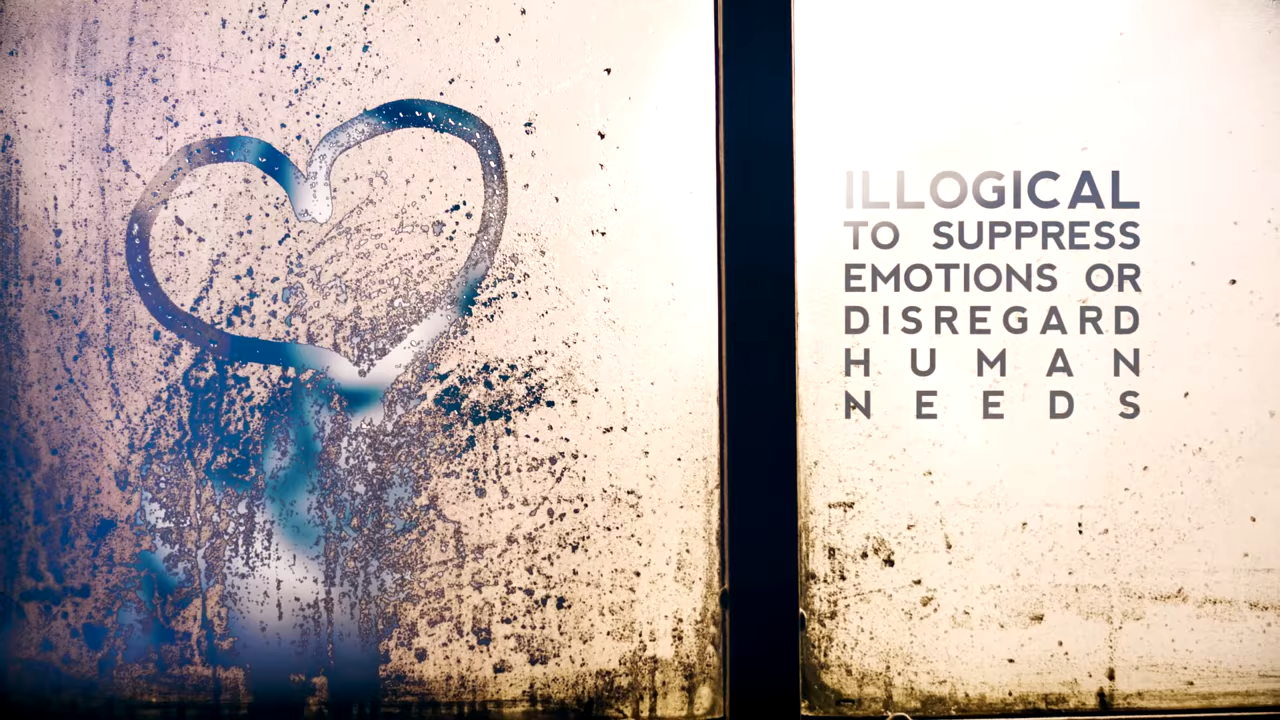 ILLOGICAL
TO SUPPRESS
EMOTIONS OR
DISREGARD
HUMAN
NEEDS